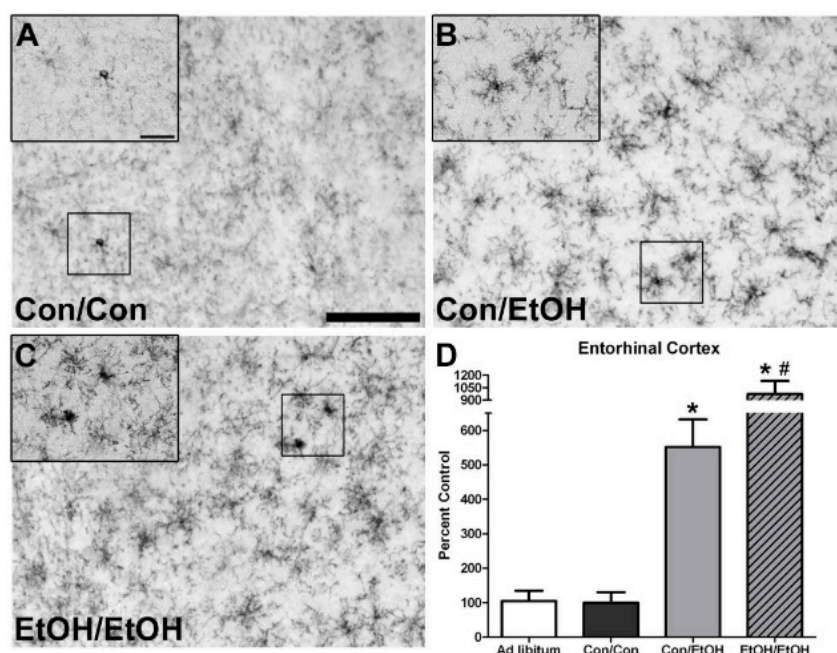 A
Con/Con
B
Con/EtOH
C
EtOH/EtOH
D
Entorhinal Cortex
* #
*
1200
1050
900
600
500
400
300
200
100
0
Percent Control
Ad libitum
Con/Con
Con/EtOH
EtOH/EtOH